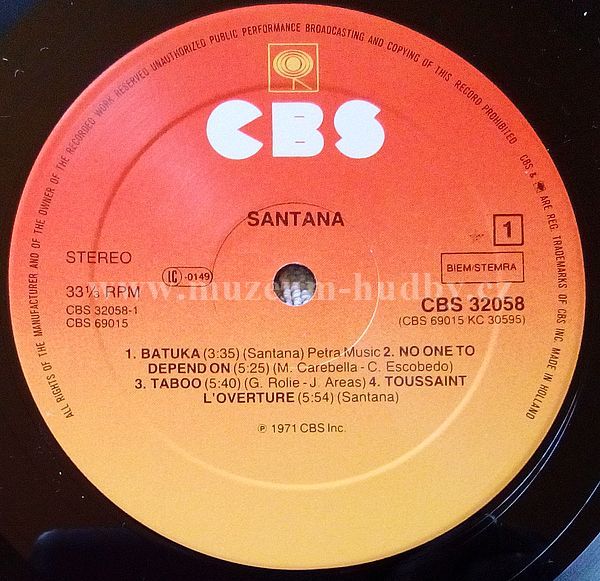 ALL RIGHTS OF THE MANUFACTURER AND OF THE OWNER OF THE RECORDED WORK RESERVED UNAUTHORIZED PUBLIC PERFORMANCE BROADCASTING AND COPYING OF THIS RECORD PROHIBITED
CBS & ARE REG. TRADEMARKS OF CBS INC. MADE IN HOLLAND
CBS
SANTANA
STEREO
LC -0149
1
BIEM/STEMRA
33⅓ RPM
CBS 32058-1
CBS 69015
CBS 32058
(CBS 69015 KC 30595)
www.muzeum-hudby.cz
1. BATUKA (3:35) (Santana) Petra Music 2. NO ONE TO
DEPEND ON (5:25) (M. Carebella - C. Escobedo)
3. TABOO (5:40) (G. Rolie - J. Areas) 4. TOUSSAINT
L'OVERTURE (5:54) (Santana)
℗ 1971 CBS Inc.